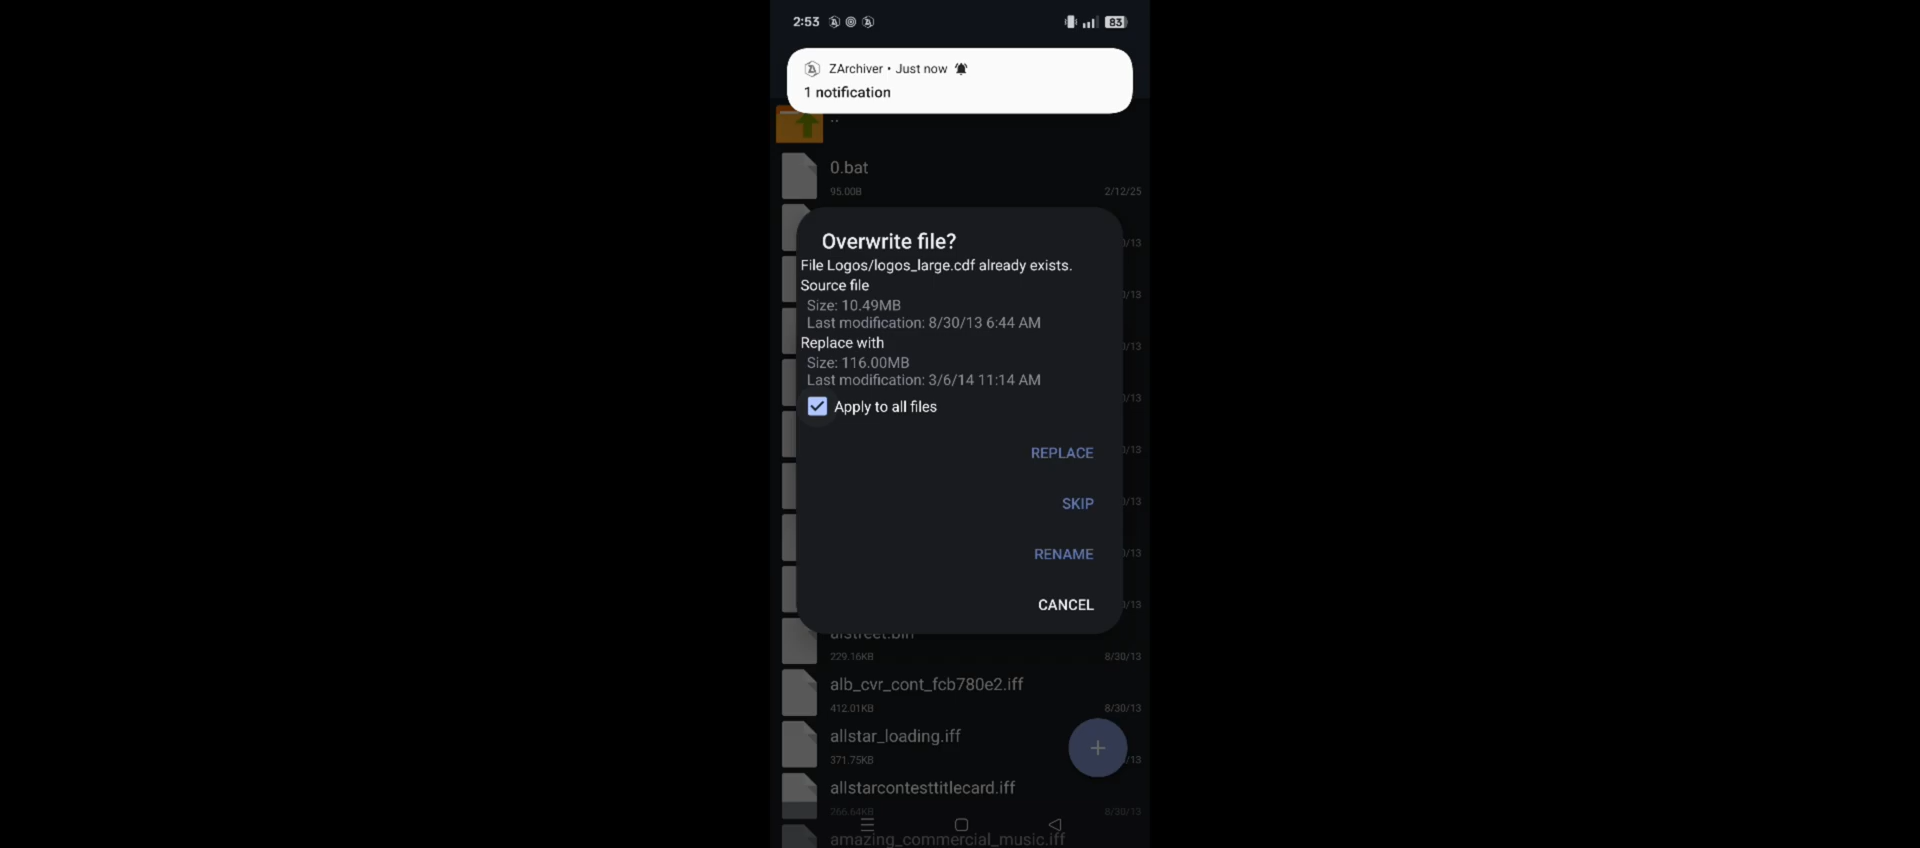 2:53
83
ZArchiver • Just now
1 notification
..
0.bat
95.00B
2/12/25
Overwrite file?
File Logos/logos_large.cdf already exists.
Source file
Size: 10.49MB
Last modification: 8/30/13 6:44 AM
Replace with
Size: 116.00MB
Last modification: 3/6/14 11:14 AM
Apply to all files
REPLACE
SKIP
RENAME
CANCEL
229.16KB
8/30/13
alb_cvr_cont_fcb780e2.iff
412.01KB
8/30/13
allstar_loading.iff
371.75KB
/13
allstarcontesttitlecard.iff
266.64KB
8/30/13
amazing_commercial_music.iff